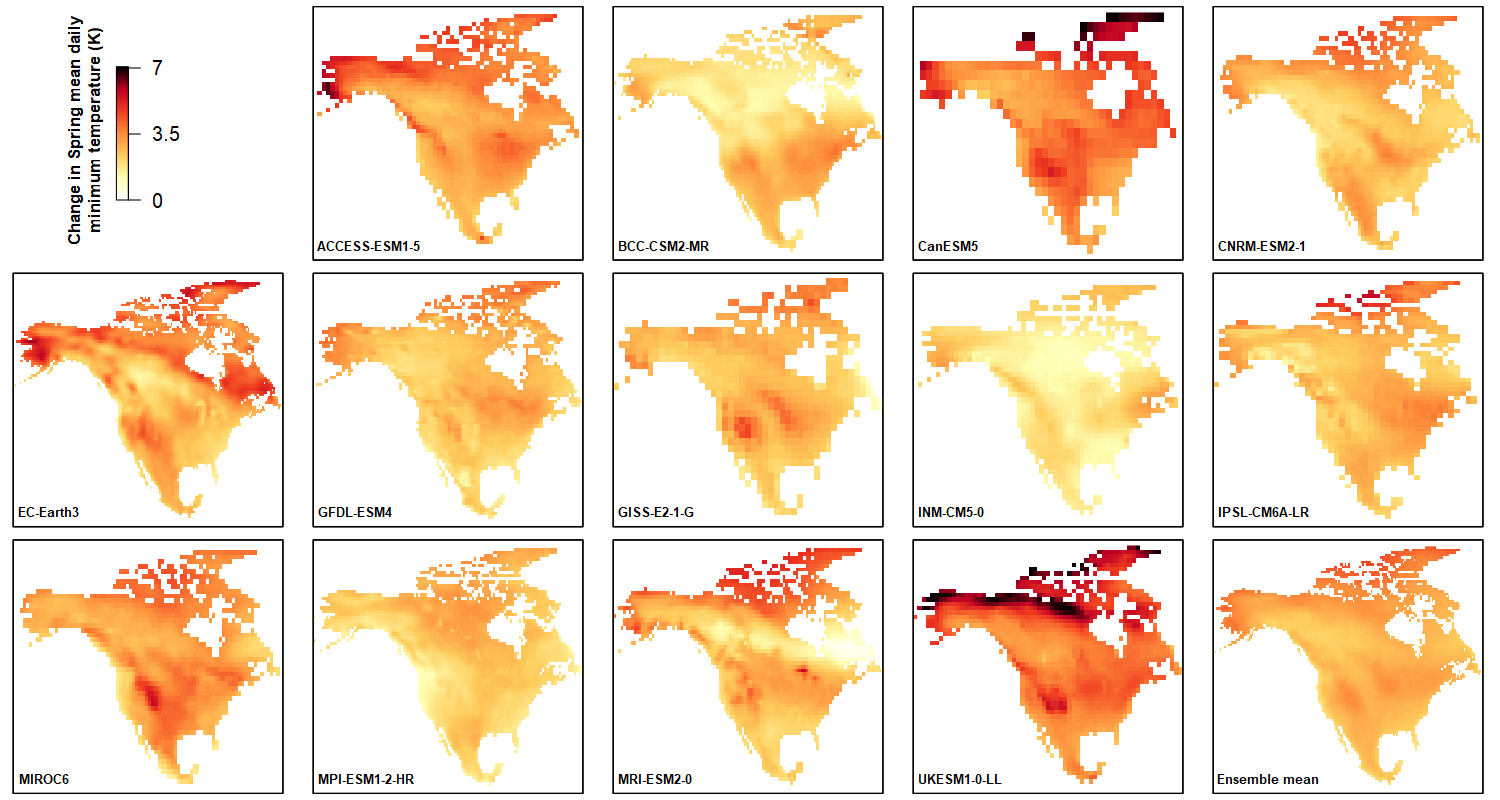 Change in Spring mean daily
minimum temperature (K)
7
3.5
0
ACCESS-ESM1-5
BCC-CSM2-MR
CanESM5
CNRM-ESM2-1
EC-Earth3
GFDL-ESM4
GISS-E2-1-G
INM-CM5-0
IPSL-CM6A-LR
MIROC6
MPI-ESM1-2-HR
MRI-ESM2-0
UKESM1-0-LL
Ensemble mean